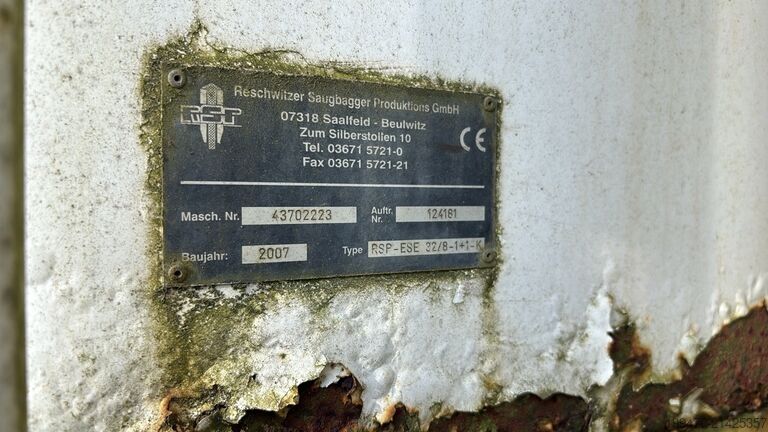 RSP
Reschwitzer Saugbagger Produktions GmbH
07318 Saalfeld - Beulwitz
Zum Silberstollen 10
Tel. 03671 5721-0
Fax 03671 5721-21
CE
Masch. Nr. 43702223 Auftr. Nr. 124181
Baujahr: 2007 Type RSP-ESE 32/8-1+1-K